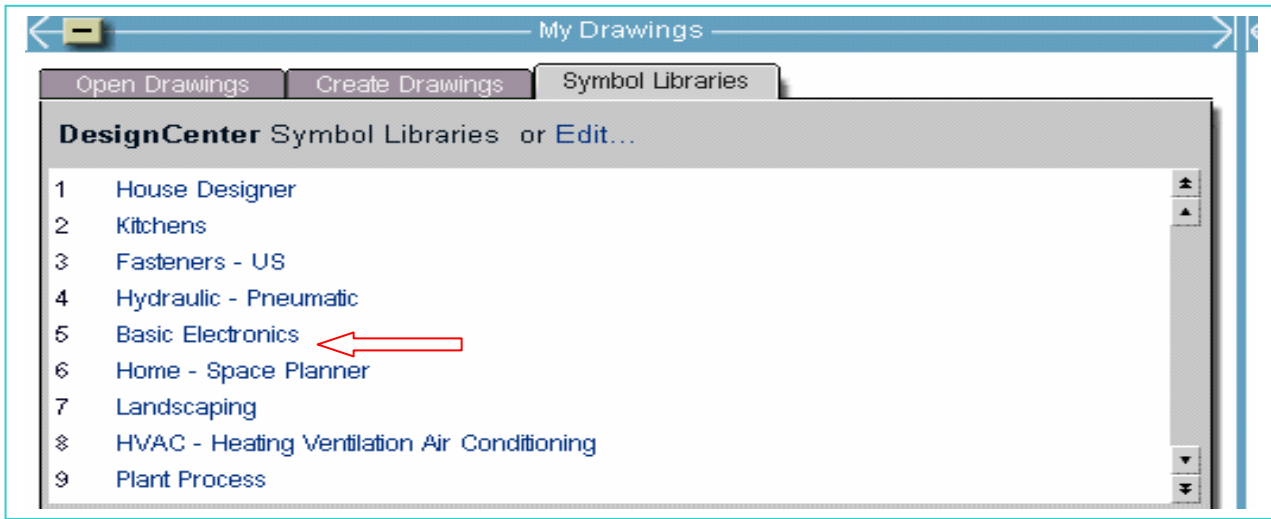 My Drawings
Open Drawings Create Drawings Symbol Libraries
DesignCenter Symbol Libraries or Edit...
1 House Designer
2 Kitchens
3 Fasteners - US
4 Hydraulic - Pneumatic
5 Basic Electronics
6 Home - Space Planner
7 Landscaping
8 HVAC - Heating Ventilation Air Conditioning
9 Plant Process